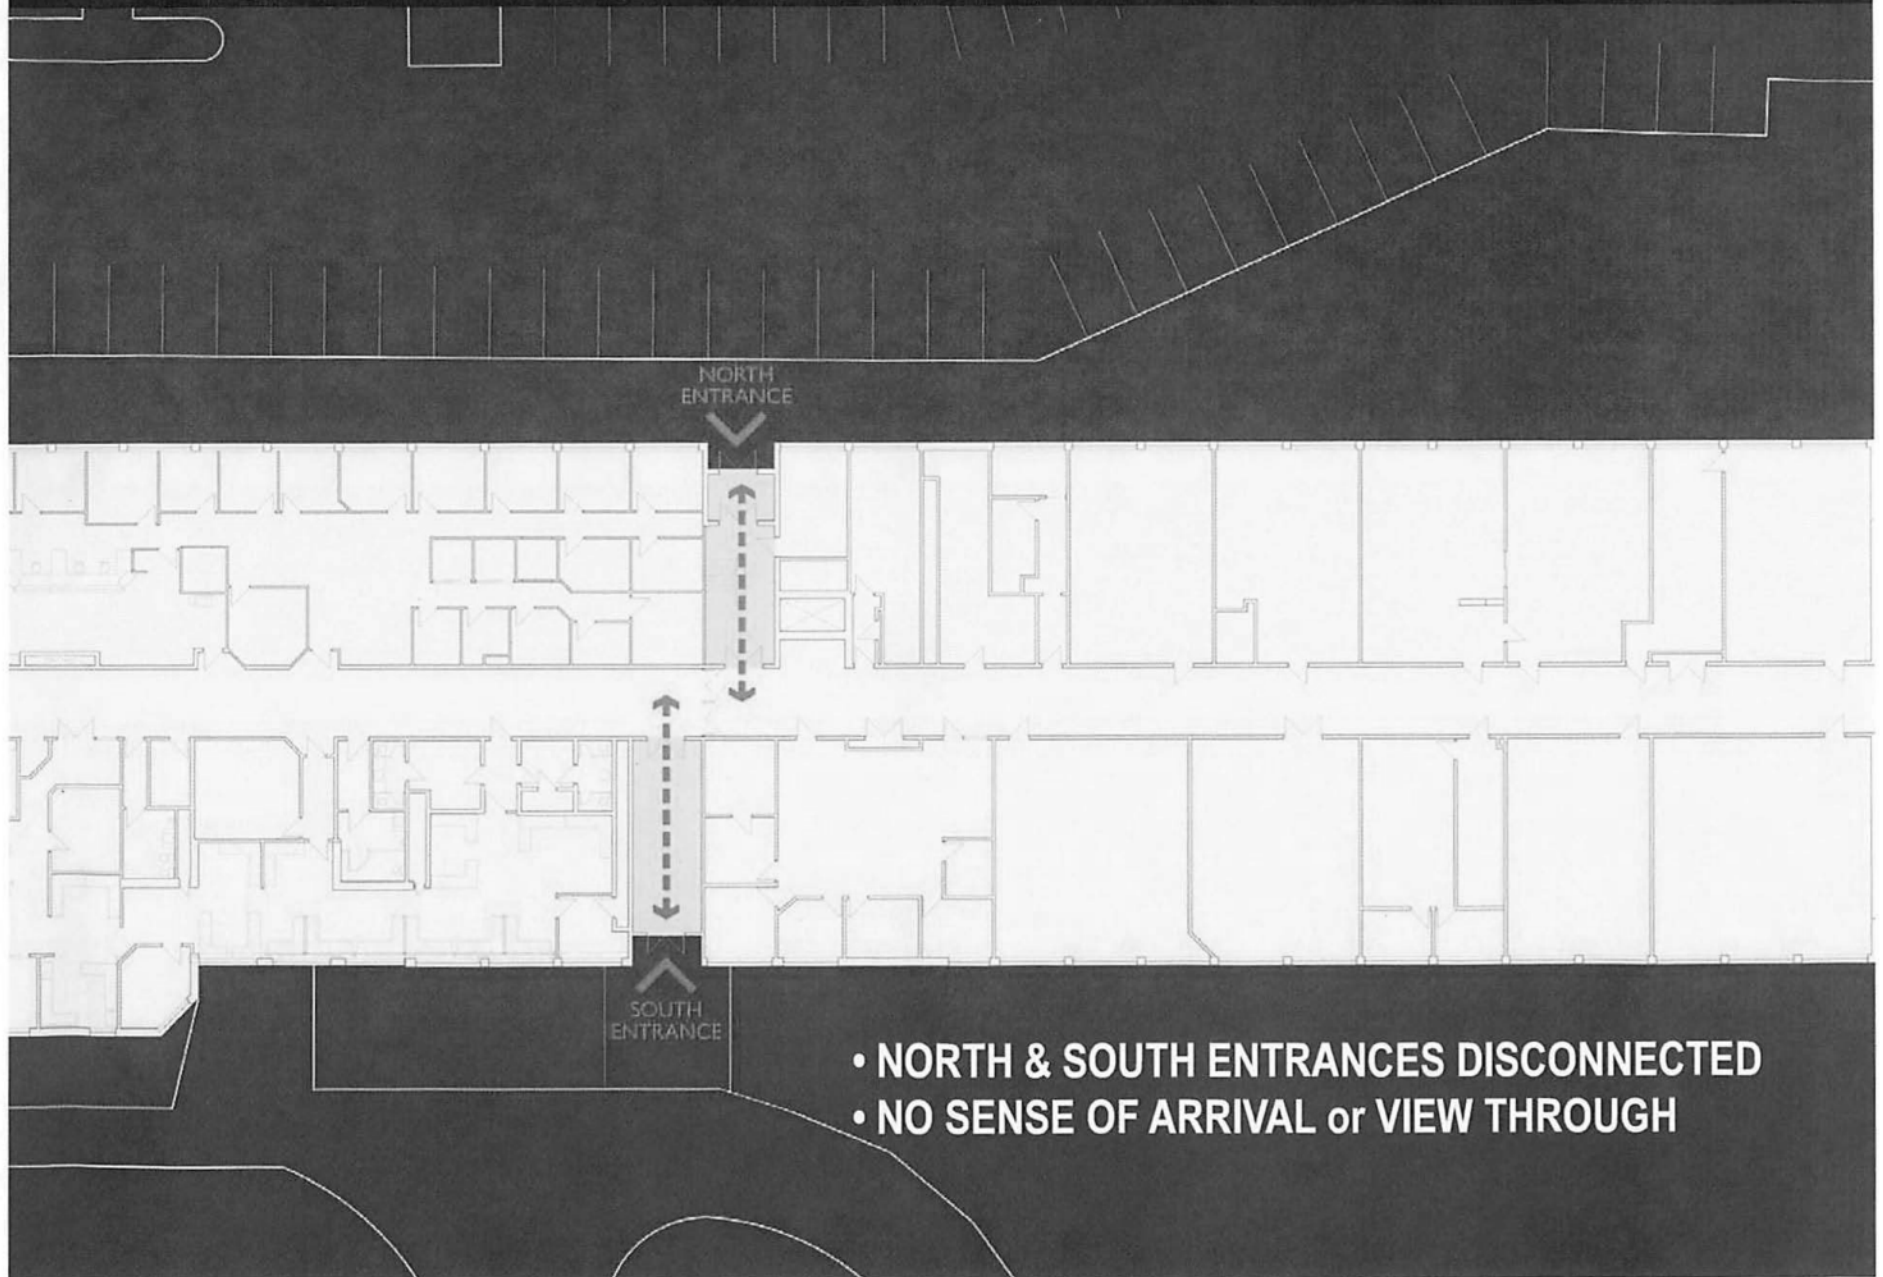 NORTH
ENTRANCE
SOUTH
ENTRANCE
• NORTH & SOUTH ENTRANCES DISCONNECTED
• NO SENSE OF ARRIVAL or VIEW THROUGH